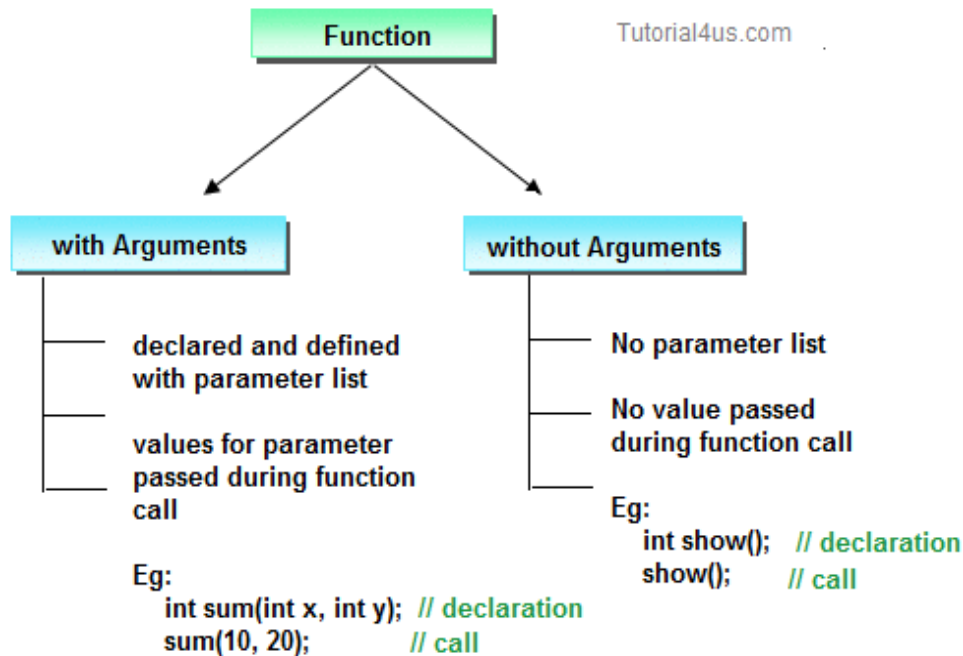 Function
Tutorial4us.com
with Arguments
declared and defined
with parameter list
values for parameter
passed during function
call
Eg:
int sum(int x, int y); // declaration
sum(10, 20); // call
without Arguments
No parameter list
No value passed
during function call
Eg:
int show(); // declaration
show(); // call